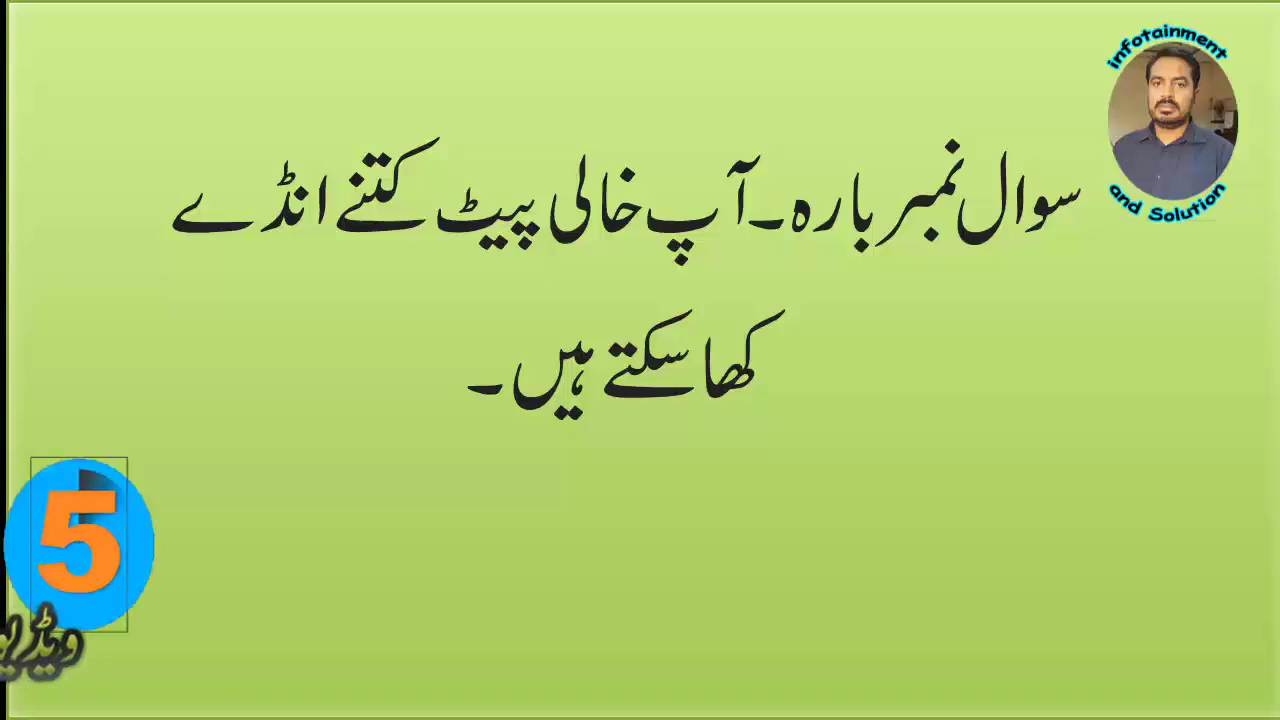 infotainment
and Solution
سوال نمبر بارہ۔آپ خالی پیٹ کتنے انڈے
کھا سکتے ہیں۔
5